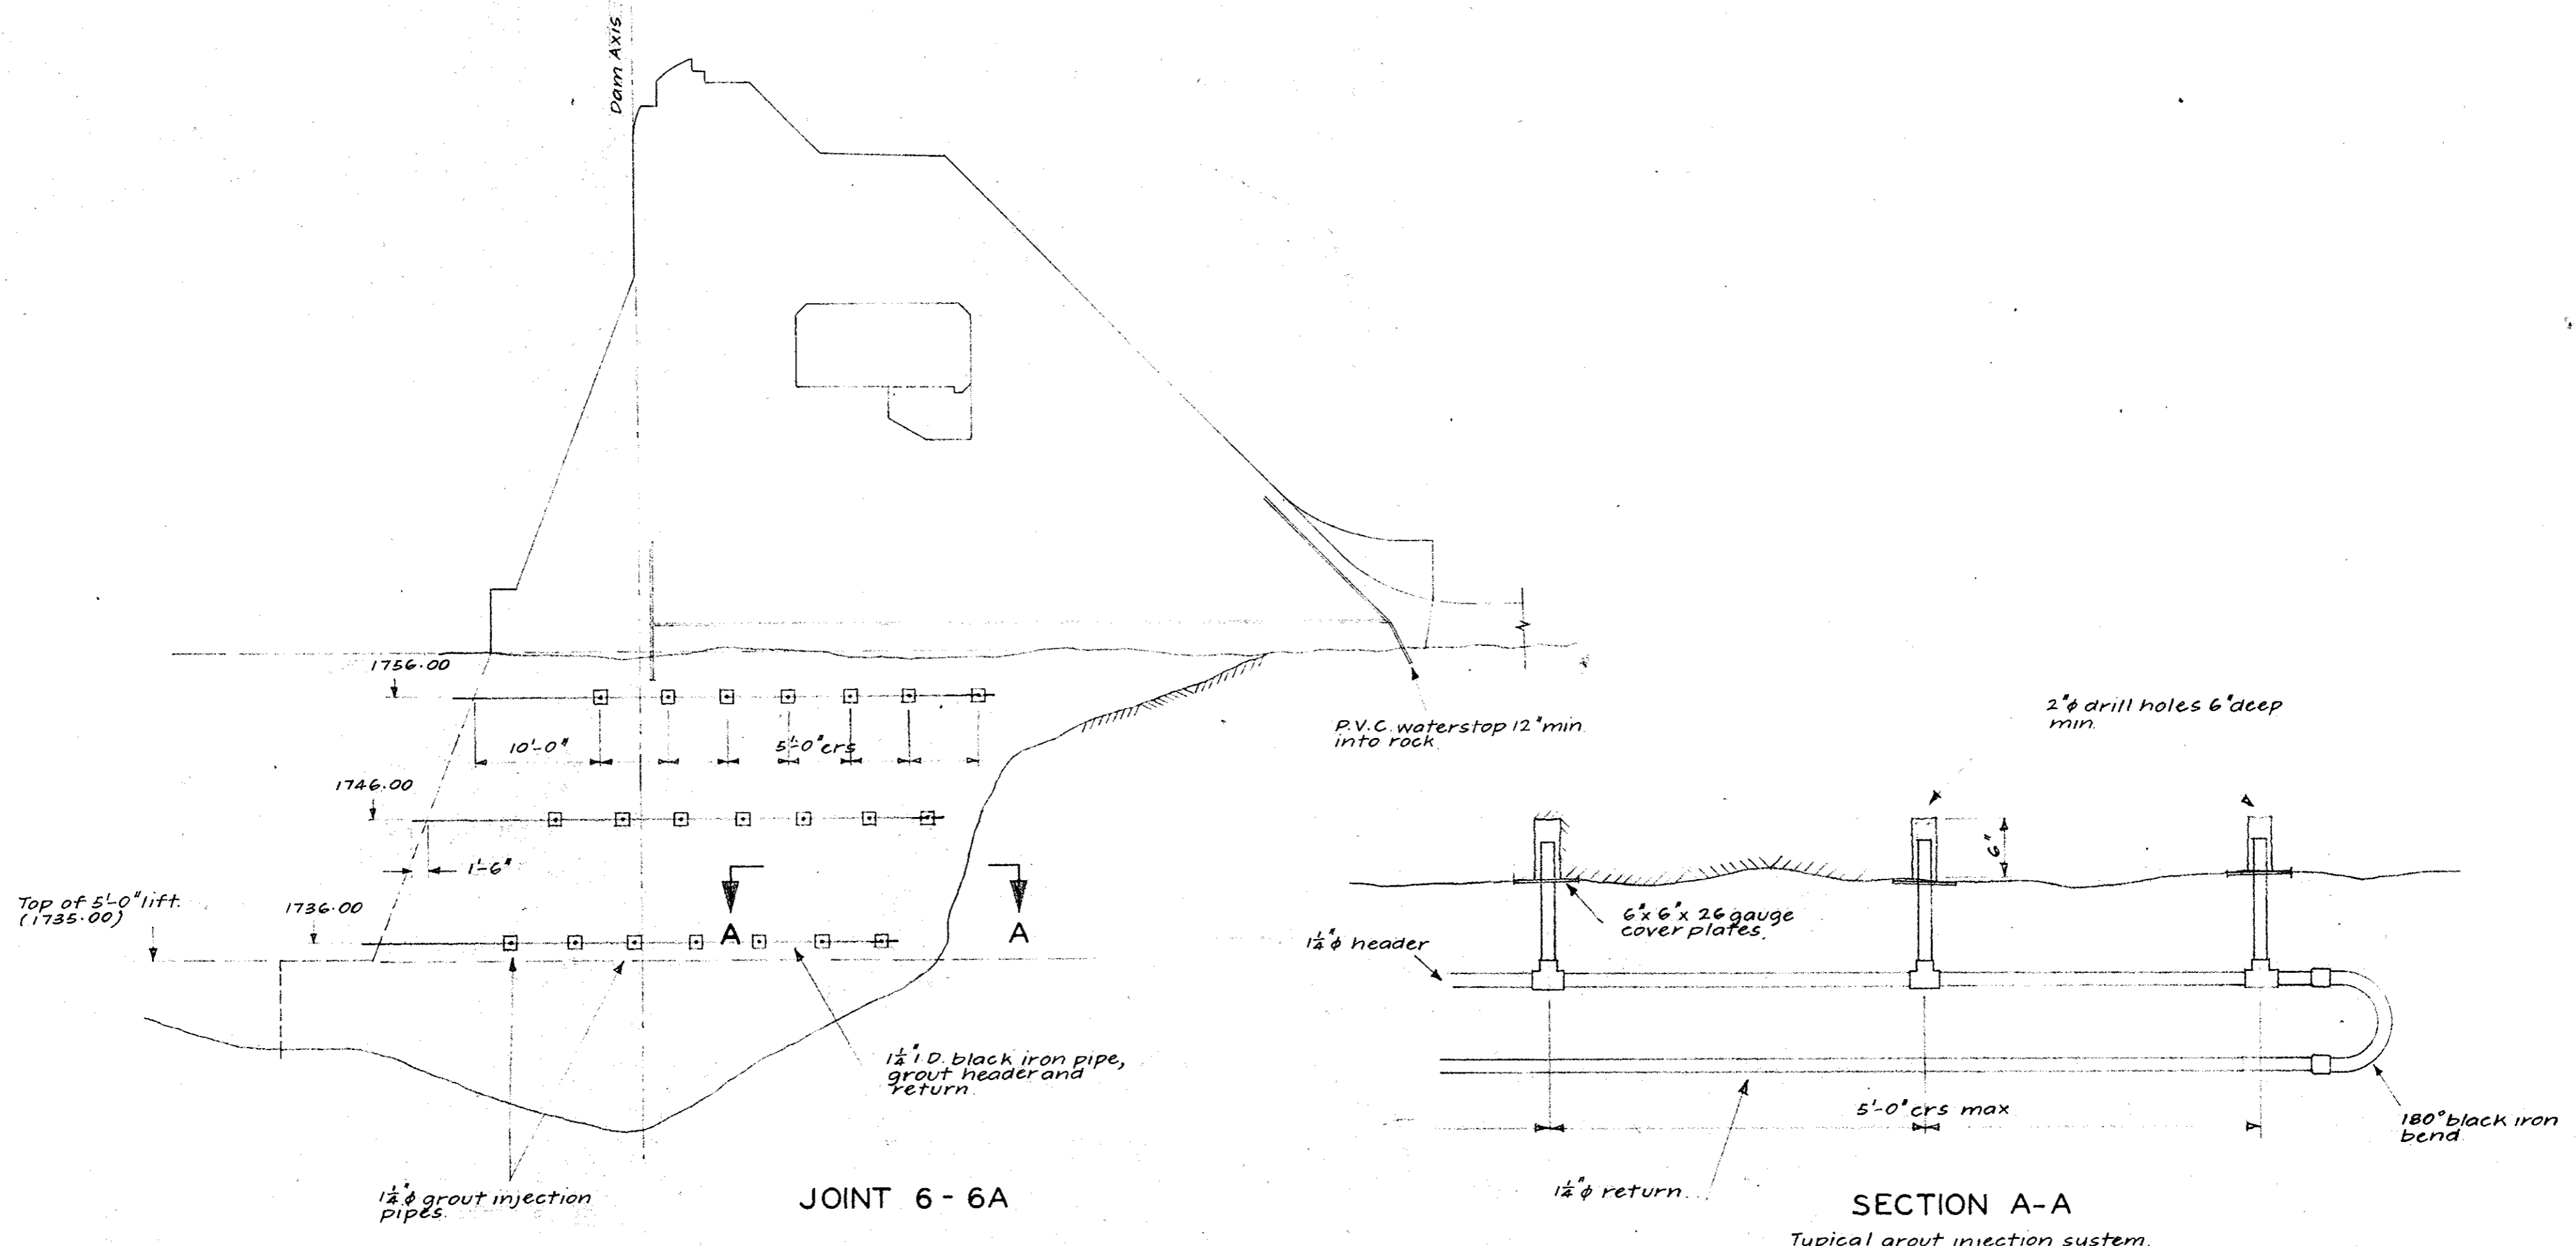 Dam Axis
1756.00
10'-0"
5'-0" crs
P.V.C. waterstop 12" min.
into rock.
1746.00
1'-6"
Top of 5'-0" lift.
(1735.00)
1736.00
A
A
1¼" I.D. black iron pipe,
grout header and
return.
1¼" φ grout injection
pipes.
JOINT 6 - 6A
2" φ drill holes 6" deep
min.
6"
6" x 6" x 26 gauge
cover plates.
1¼" φ header
5'-0" crs max
180° black iron
bend.
1¼" φ return.
SECTION A-A
Typical grout injection system.